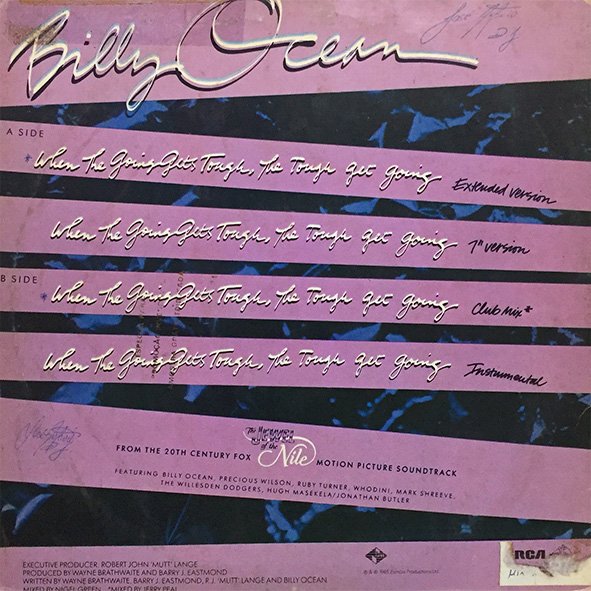 Billy Ocean
A SIDE
*When The Going Gets Tough, The Tough get going Extended Version
When The Going Gets Tough, The Tough get going 7" version
B SIDE
*When The Going Gets Tough, The Tough get going Club Mix*
When The Going Gets Tough, The Tough get going Instrumental
FROM THE 20TH CENTURY FOX The JEWEL of the Nile MOTION PICTURE SOUNDTRACK
FEATURING BILLY OCEAN, PRECIOUS WILSON, RUBY TURNER, WHODINI, MARK SHREEVE,
THE WILLESDEN DODGERS, HUGH MASEKELA/JONATHAN BUTLER
EXECUTIVE PRODUCER: ROBERT JOHN 'MUTT' LANGE
PRODUCED BY WAYNE BRATHWAITE AND BARRY J. EASTMOND
WRITTEN BY WAYNE BRATHWAITE, BARRY J. EASTMOND, R.J. 'MUTT' LANGE AND BILLY OCEAN
MIXED BY NIGEL GREEN *MIXED BY JERRY PEAL
℗ & © 1985 Zomba Productions Ltd.
RCA